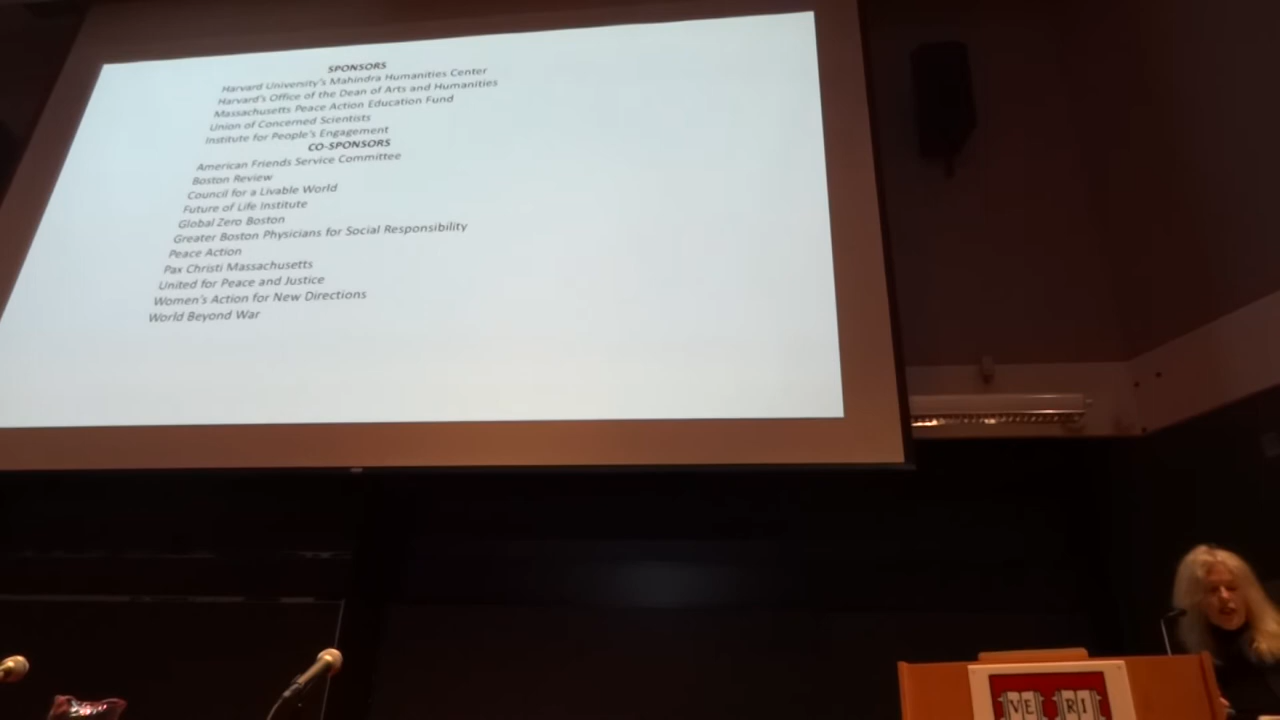 SPONSORS
Harvard University's Mahindra Humanities Center
Harvard's Office of the Dean of Arts and Humanities
Massachusetts Peace Action Education Fund
Union of Concerned Scientists
Institute for People's Engagement
CO-SPONSORS
American Friends Service Committee
Boston Review
Council for a Livable World
Future of Life Institute
Global Zero Boston
Greater Boston Physicians for Social Responsibility
Peace Action
Pax Christi Massachusetts
United for Peace and Justice
Women's Action for New Directions
World Beyond War
VE RI